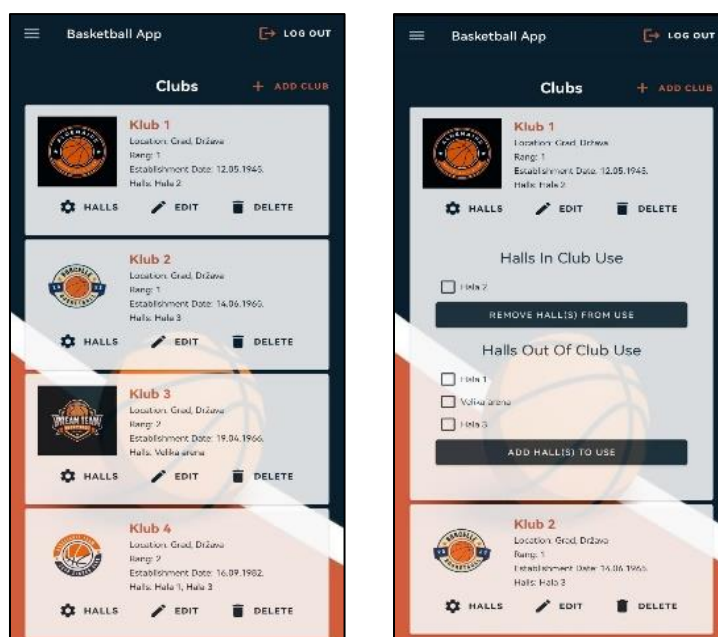 Basketball App
LOG OUT
Clubs
+ ADD CLUB
Klub 1
Location: Grad, Država
Rang: 1
Establishment Date: 12.05.1945.
Halls: Hala 2
HALLS EDIT DELETE
Klub 2
Location: Grad, Država
Rang: 1
Establishment Date: 14.06.1965.
Halls: Hala 3
HALLS EDIT DELETE
DREAM TEAM
Klub 3
Location: Grad, Država
Rang: 2
Establishment Date: 19.04.1966.
Halls: Velika arena
HALLS EDIT DELETE
Klub 4
Location: Grad, Država
Rang: 2
Establishment Date: 16.09.1982.
Halls: Hala 1, Hala 3
HALLS EDIT DELETE
Basketball App
LOG OUT
Clubs
+ ADD CLUB
Klub 1
Location: Grad, Država
Rang: 1
Establishment Date: 12.05.1945.
Halls: Hala 2
HALLS EDIT DELETE
Halls In Club Use
Hala 2
REMOVE HALL(S) FROM USE
Halls Out Of Club Use
Hala 1
Velika arena
Hala 3
ADD HALL(S) TO USE
Klub 2
Location: Grad, Država
Rang: 1
Establishment Date: 14.06.1965.
Halls: Hala 3
HALLS EDIT DELETE